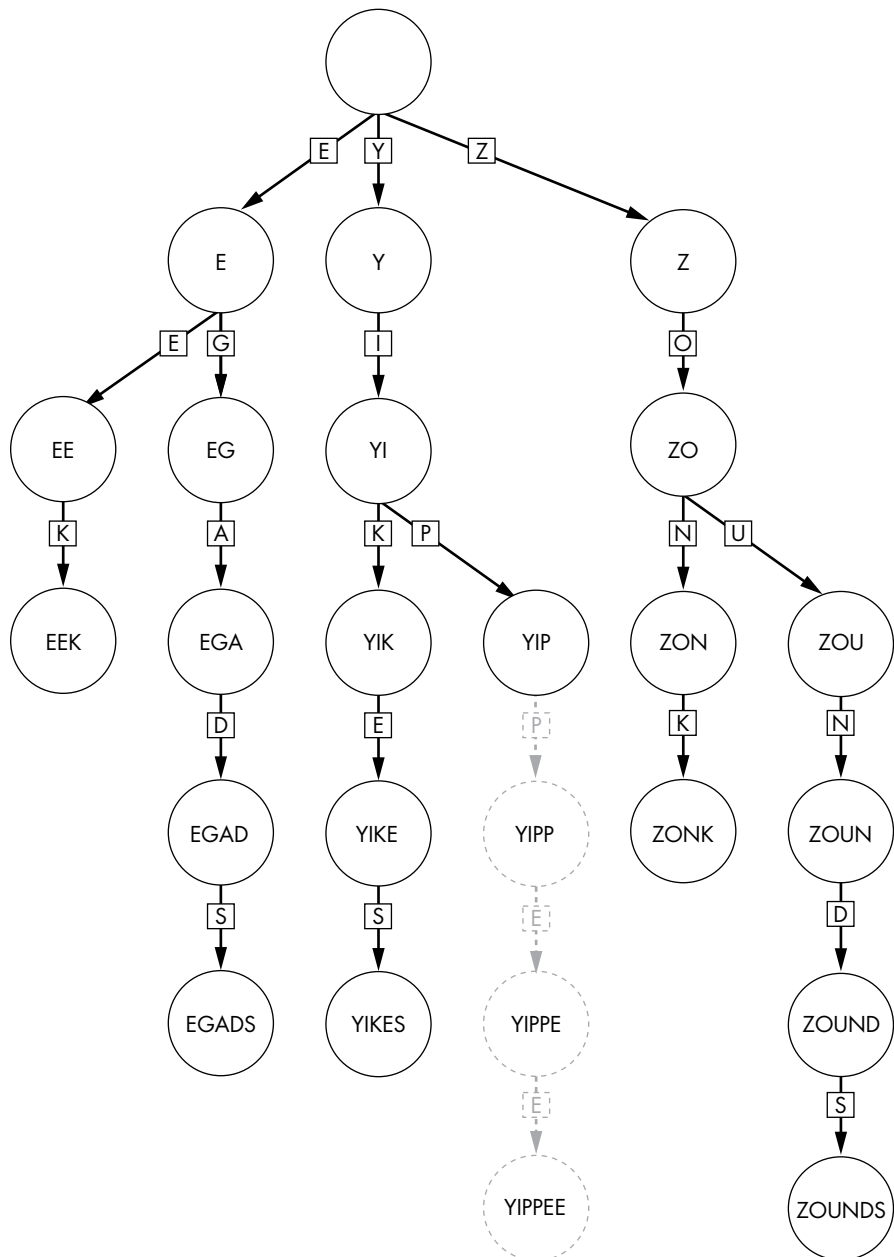 E Y Z
E Y Z
E G I O
EE EG YI ZO
K A K P N U
EEK EGA YIK YIP ZON ZOU
D E P K N
EGAD YIKE YIPP ZONK ZOUN
S S E D
EGADS YIKES YIPPE ZOUND
E S
YIPPEE ZOUNDS